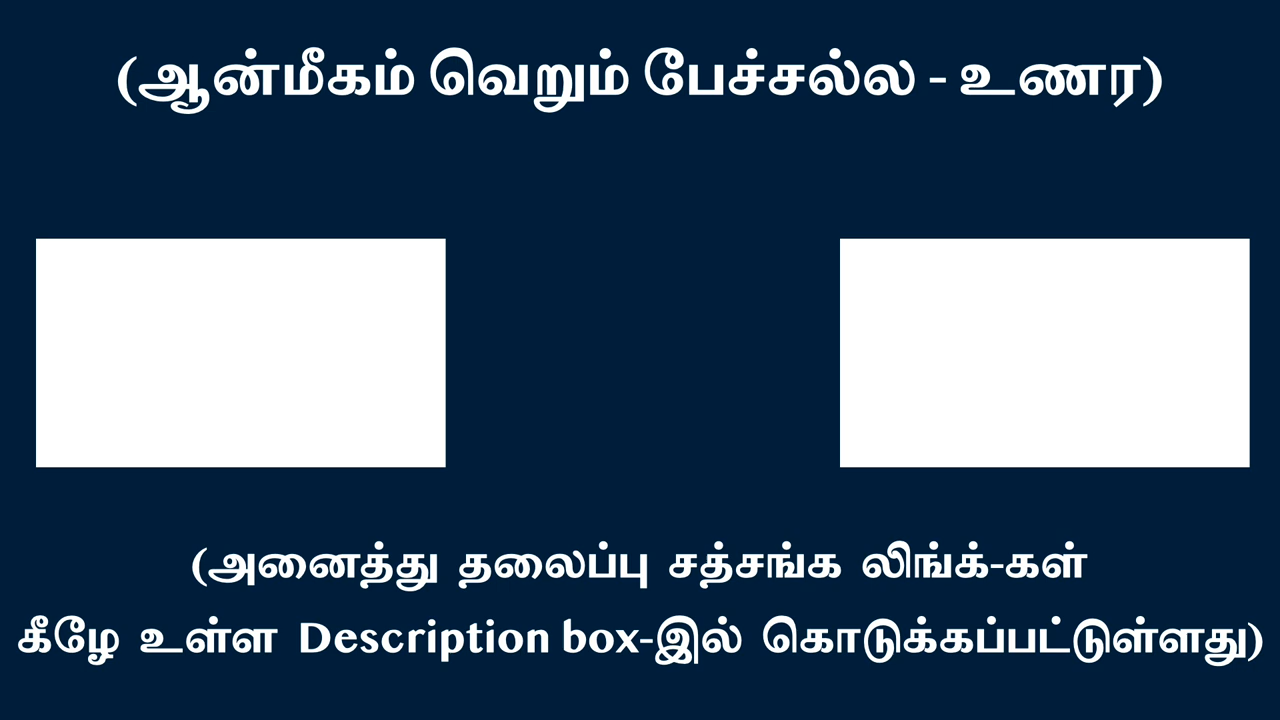 (ஆன்மீகம் வெறும் பேச்சல்ல - உணர)
(அனைத்து தலைப்பு சத்சங்க லிங்க்-கள்
கீழே உள்ள Description box-இல் கொடுக்கப்பட்டுள்ளது)